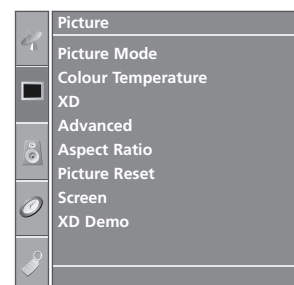 Picture
Picture Mode
Colour Temperature
XD
Advanced
Aspect Ratio
Picture Reset
Screen
XD Demo